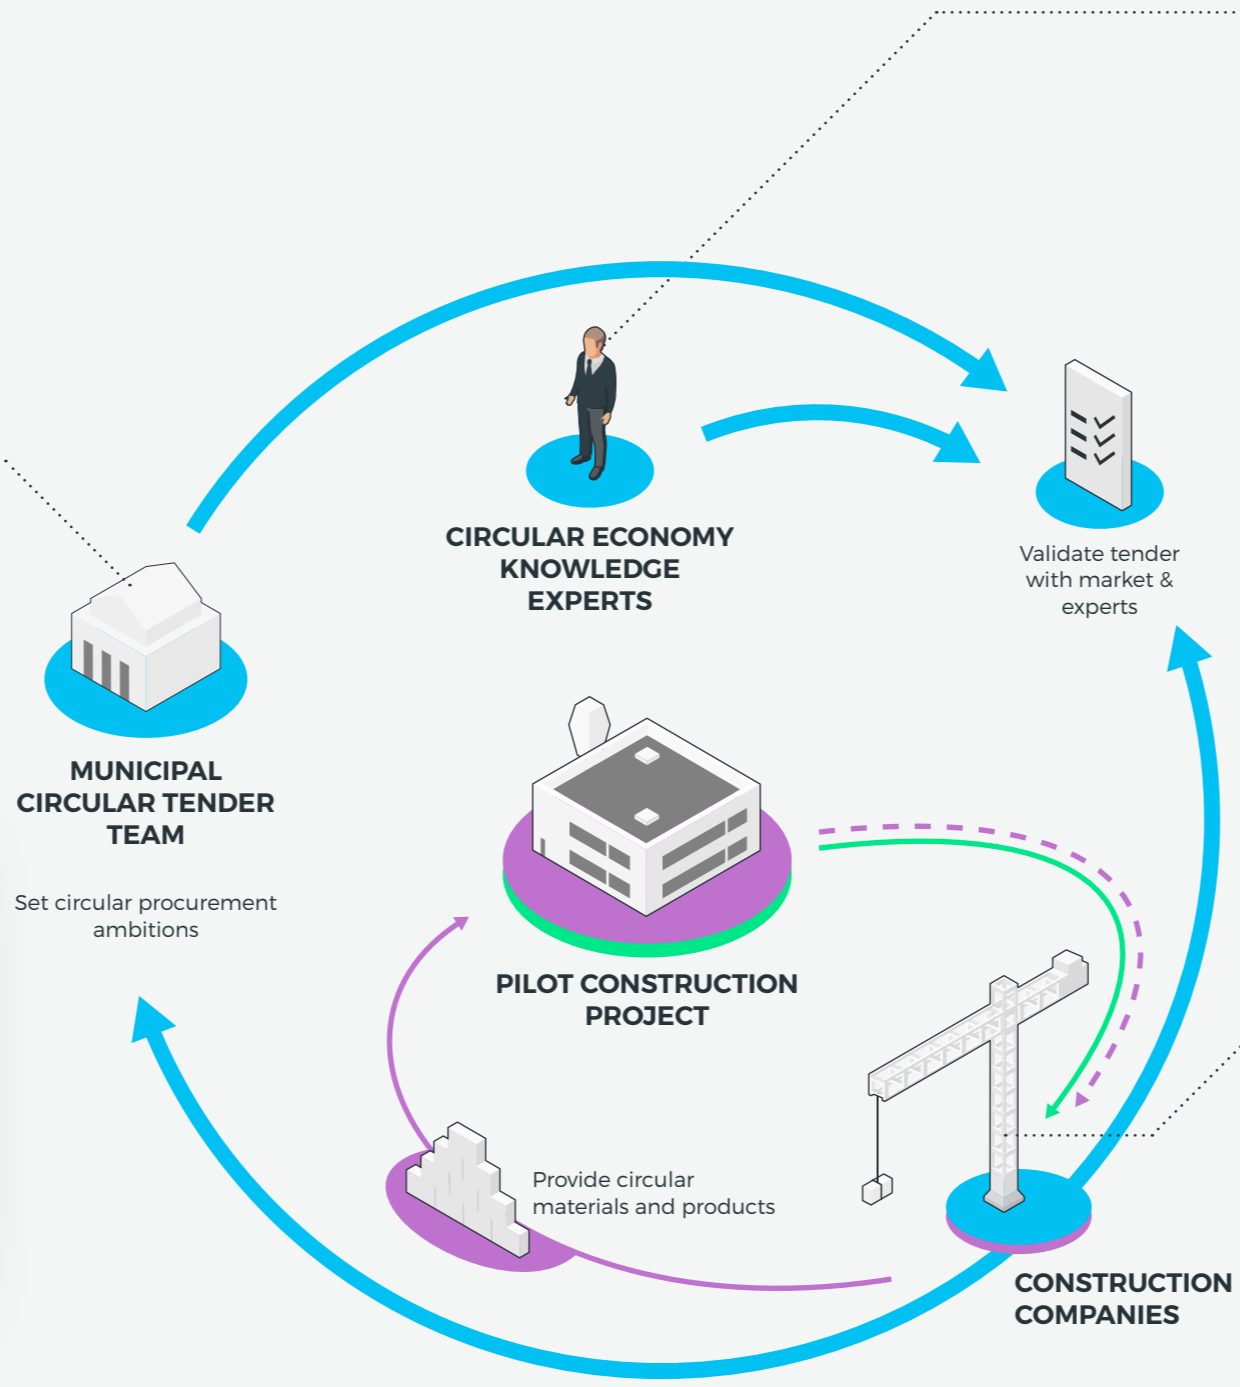 CIRCULAR ECONOMY
KNOWLEDGE
EXPERTS
Validate tender
with market &
experts
MUNICIPAL
CIRCULAR TENDER
TEAM
Set circular procurement
ambitions
PILOT CONSTRUCTION
PROJECT
Provide circular
materials and products
CONSTRUCTION
COMPANIES